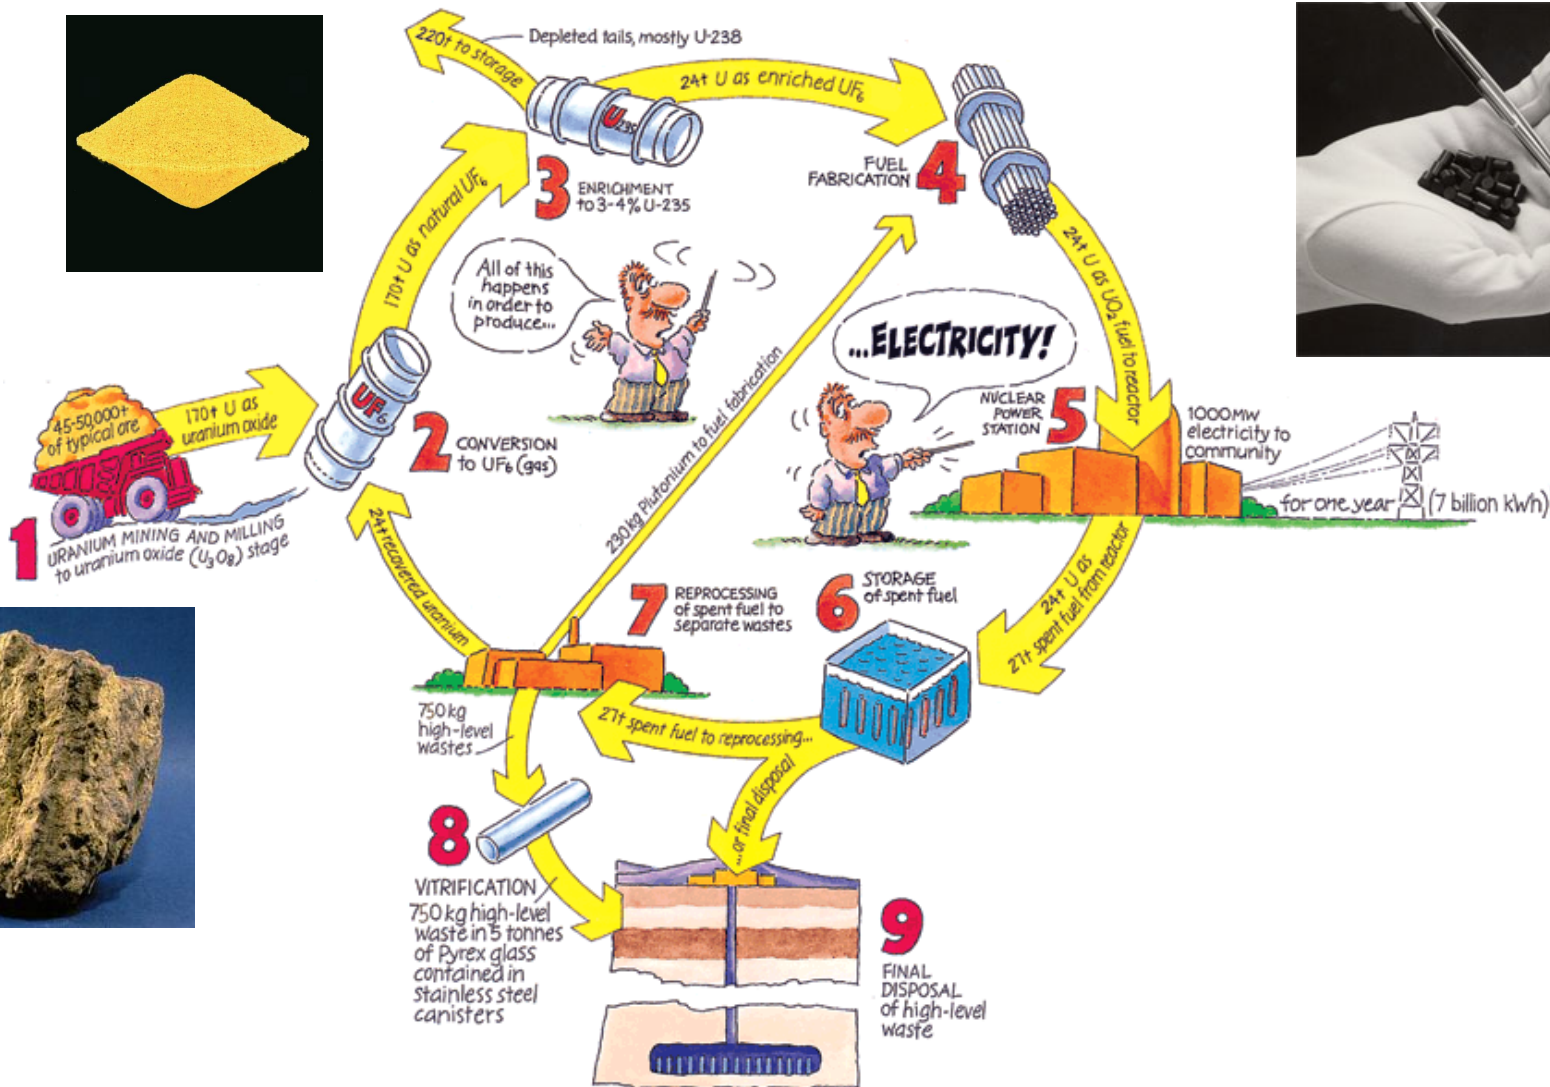 220t to storage
Depleted tails, mostly U-238
24t U as enriched UF₆
U235
3
ENRICHMENT
to 3-4% U-235
FUEL
FABRICATION
4
170t U as natural UF₆
All of this
happens
in order to
produce...
24t U as UO₂ fuel to reactor
...ELECTRICITY!
45-50,000t
of typical ore
170t U as
uranium oxide
UF₆
2
CONVERSION
to UF₆ (gas)
230kg Plutonium to fuel fabrication
NUCLEAR
POWER
STATION
5
1000MW
electricity to
community
for one year
(7 billion kWh)
1
URANIUM MINING AND MILLING
to uranium oxide (U₃O₈) stage
24t recovered uranium
24t U as
27t spent fuel from reactor
7
REPROCESSING
of spent fuel to
separate wastes
6
STORAGE
of spent fuel
750kg
high-level
wastes
27t spent fuel to reprocessing...
...or final disposal
8
VITRIFICATION
750kg high-level
waste in 5 tonnes
of Pyrex glass
contained in
stainless steel
canisters
9
FINAL
DISPOSAL
of high-level
waste